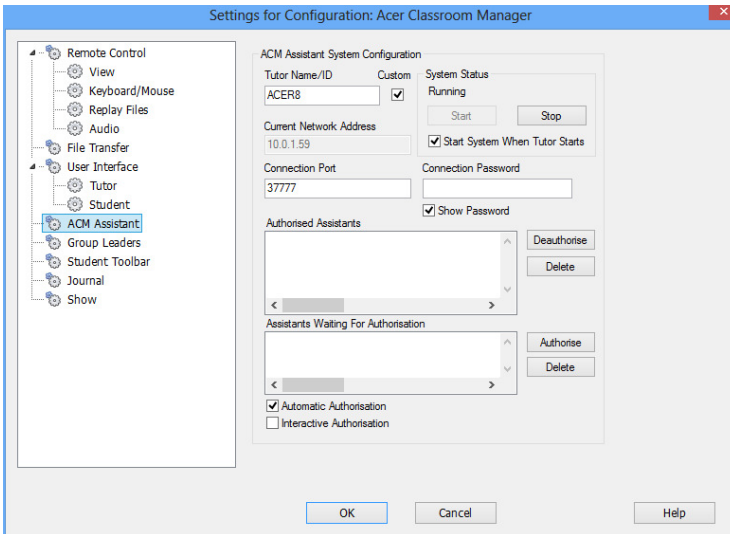 Settings for Configuration: Acer Classroom Manager
Remote Control
View
Keyboard/Mouse
Replay Files
Audio
File Transfer
User Interface
Tutor
Student
ACM Assistant
Group Leaders
Student Toolbar
Journal
Show
ACM Assistant System Configuration
Tutor Name/ID
Custom
ACER8
System Status
Running
Start
Stop
Start System When Tutor Starts
Current Network Address
10.0.1.59
Connection Port
37777
Connection Password
Show Password
Authorised Assistants
Deauthorise
Delete
Assistants Waiting For Authorisation
Authorise
Delete
Automatic Authorisation
Interactive Authorisation
OK
Cancel
Help